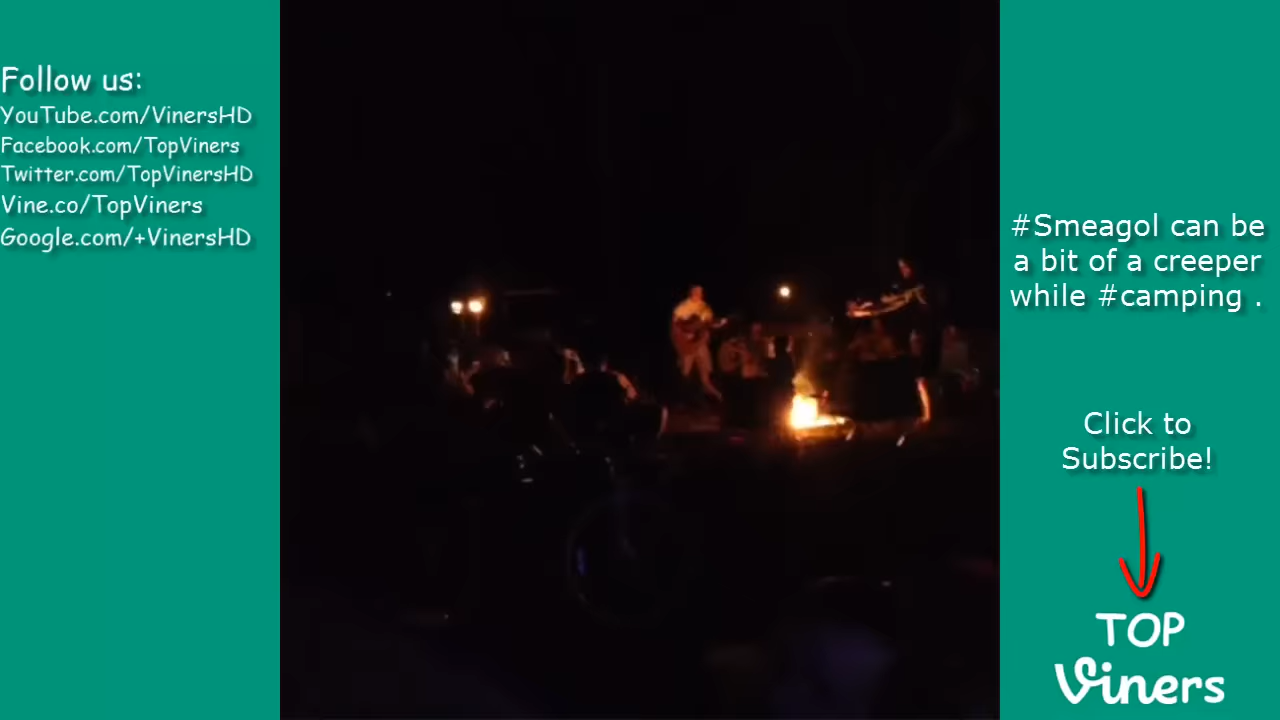 Follow us:
YouTube.com/VinersHD
Facebook.com/TopViners
Twitter.com/TopVinersHD
Vine.co/TopViners
Google.com/+VinersHD
#Smeagol can be
a bit of a creeper
while #camping .
Click to
Subscribe!
TOP
Viners